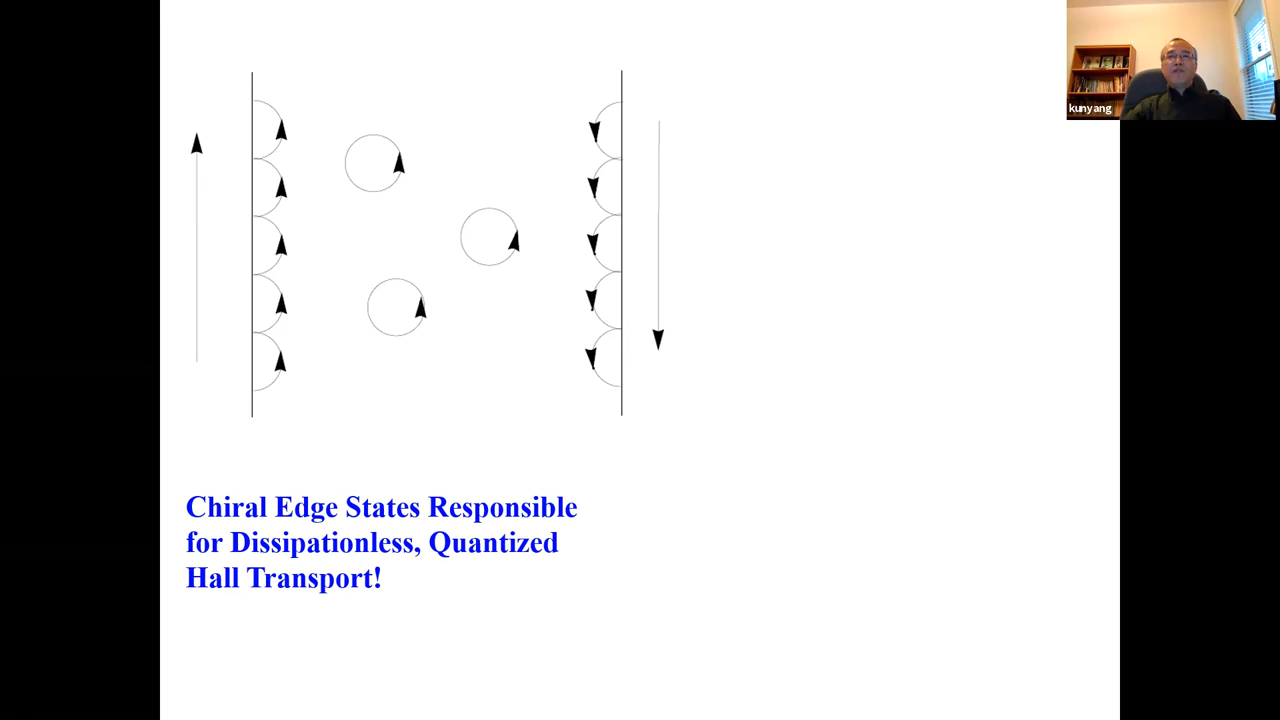 kunyang
Chiral Edge States Responsible
for Dissipationless, Quantized
Hall Transport!